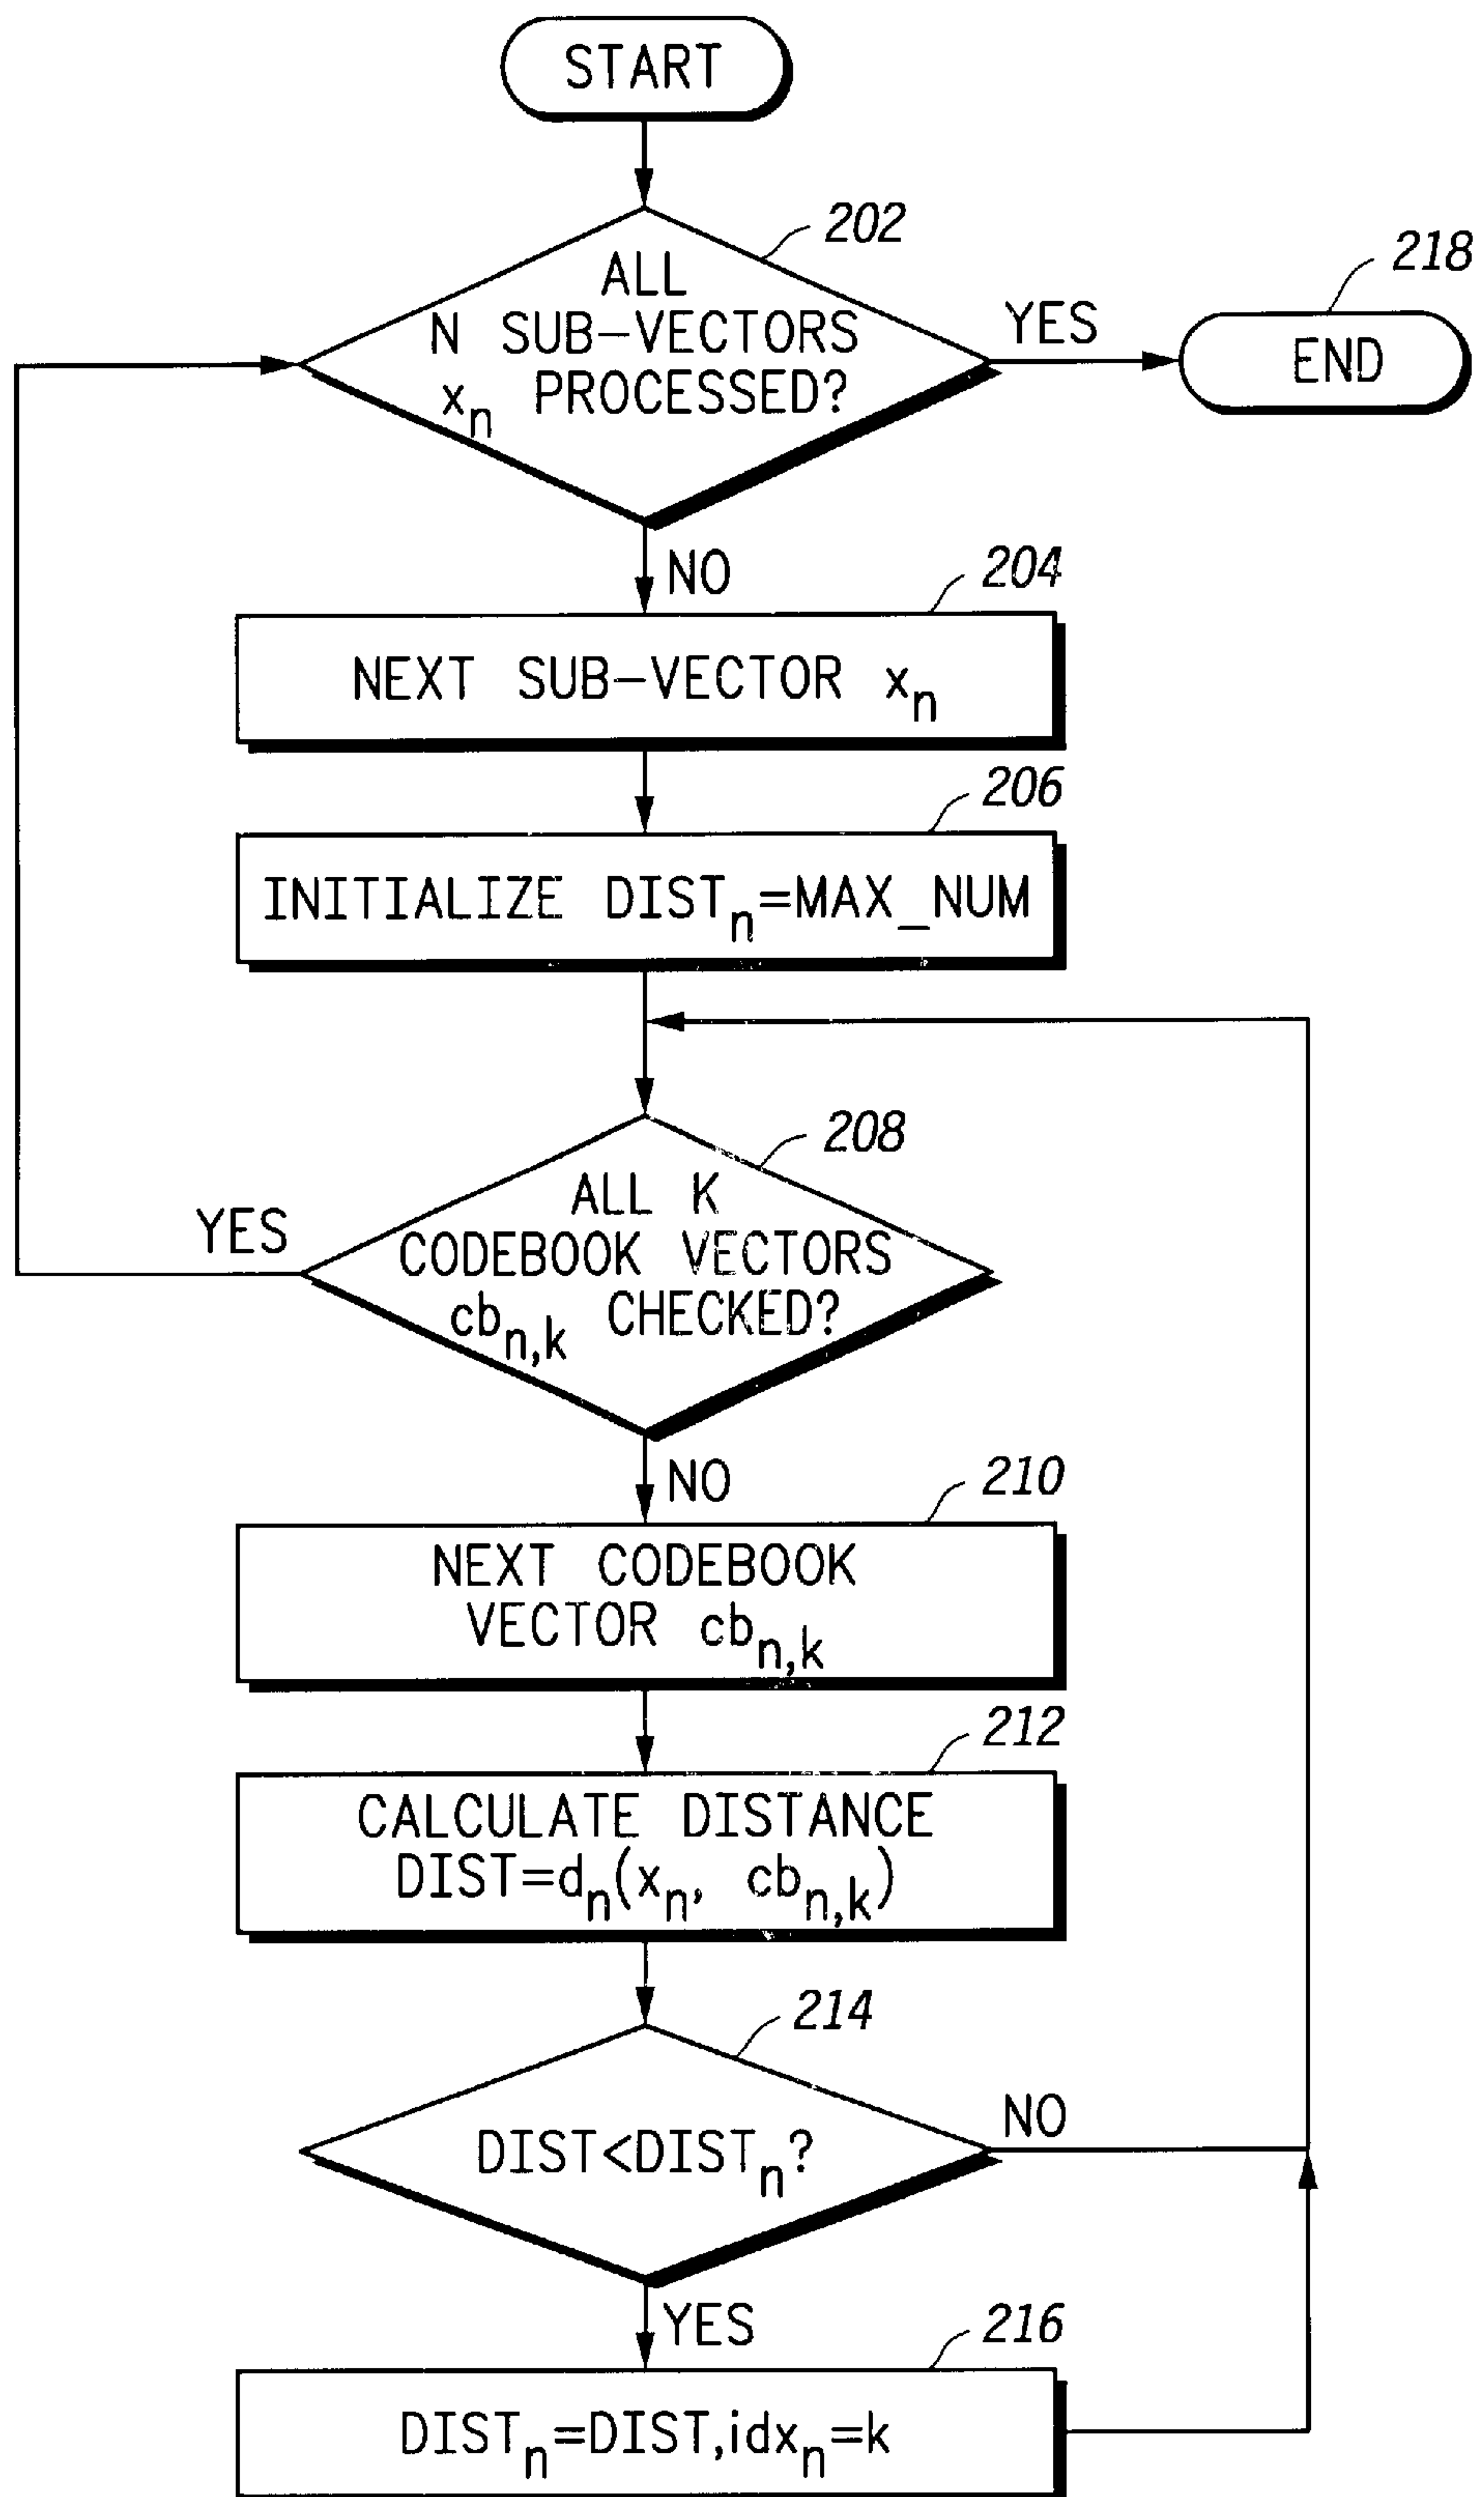 START
202
218
ALL
N SUB-VECTORS
YES
END
xₙ PROCESSED?
NO
204
NEXT SUB-VECTOR xₙ
206
INITIALIZE DISTₙ=MAX_NUM
208
ALL K
YES
CODEBOOK VECTORS
cbn,k CHECKED?
NO
210
NEXT CODEBOOK
VECTOR cbn,k
212
CALCULATE DISTANCE
DIST=dₙ(xₙ, cbn,k)
214
NO
DIST<DISTₙ?
YES
216
DISTₙ=DIST,idxₙ=k